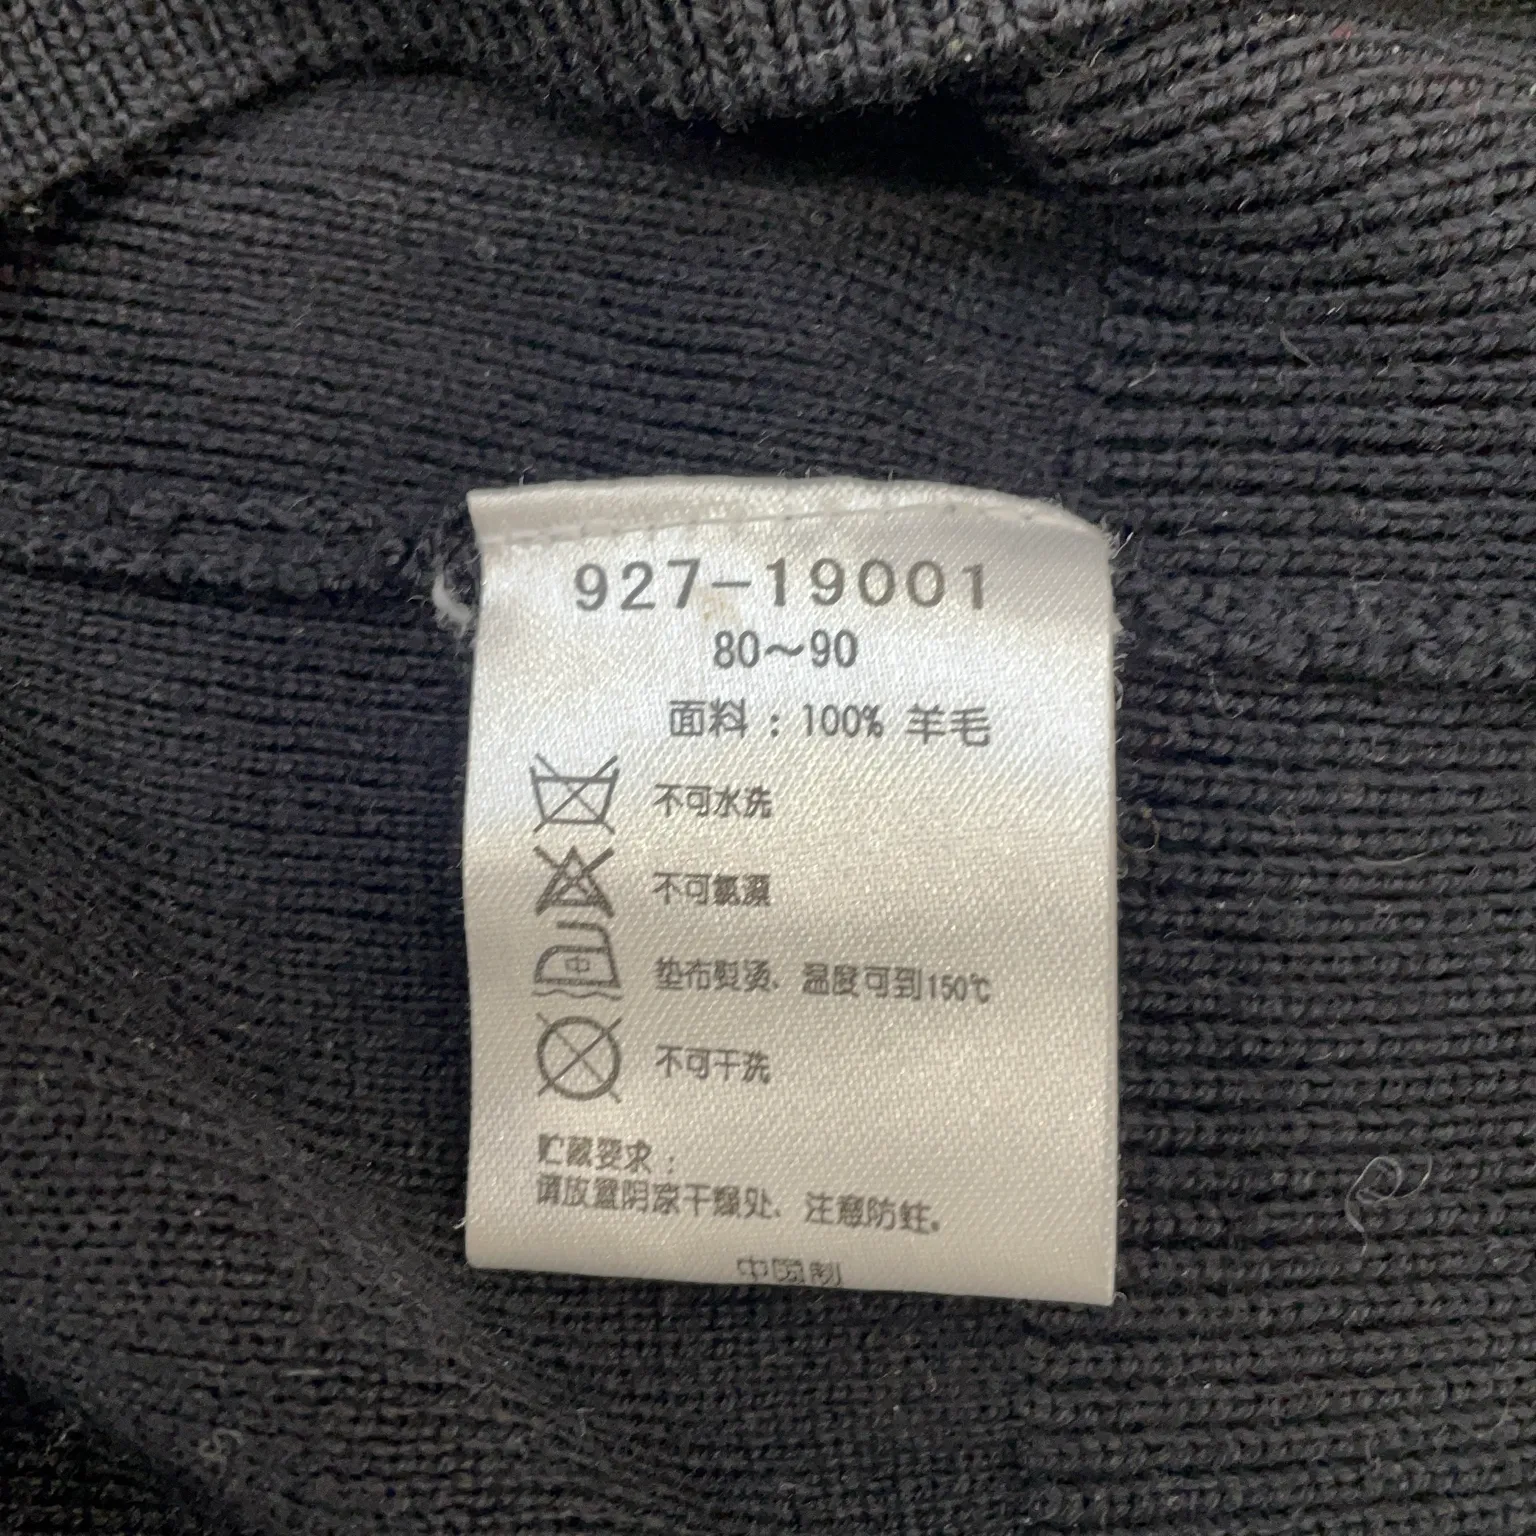 927-19001
80～90
面料：100% 羊毛
不可水洗
不可氯漂
中
垫布熨烫、温度可到150℃
不可干洗
贮藏要求：
请放置阴凉干燥处、注意防蛀。
中国制